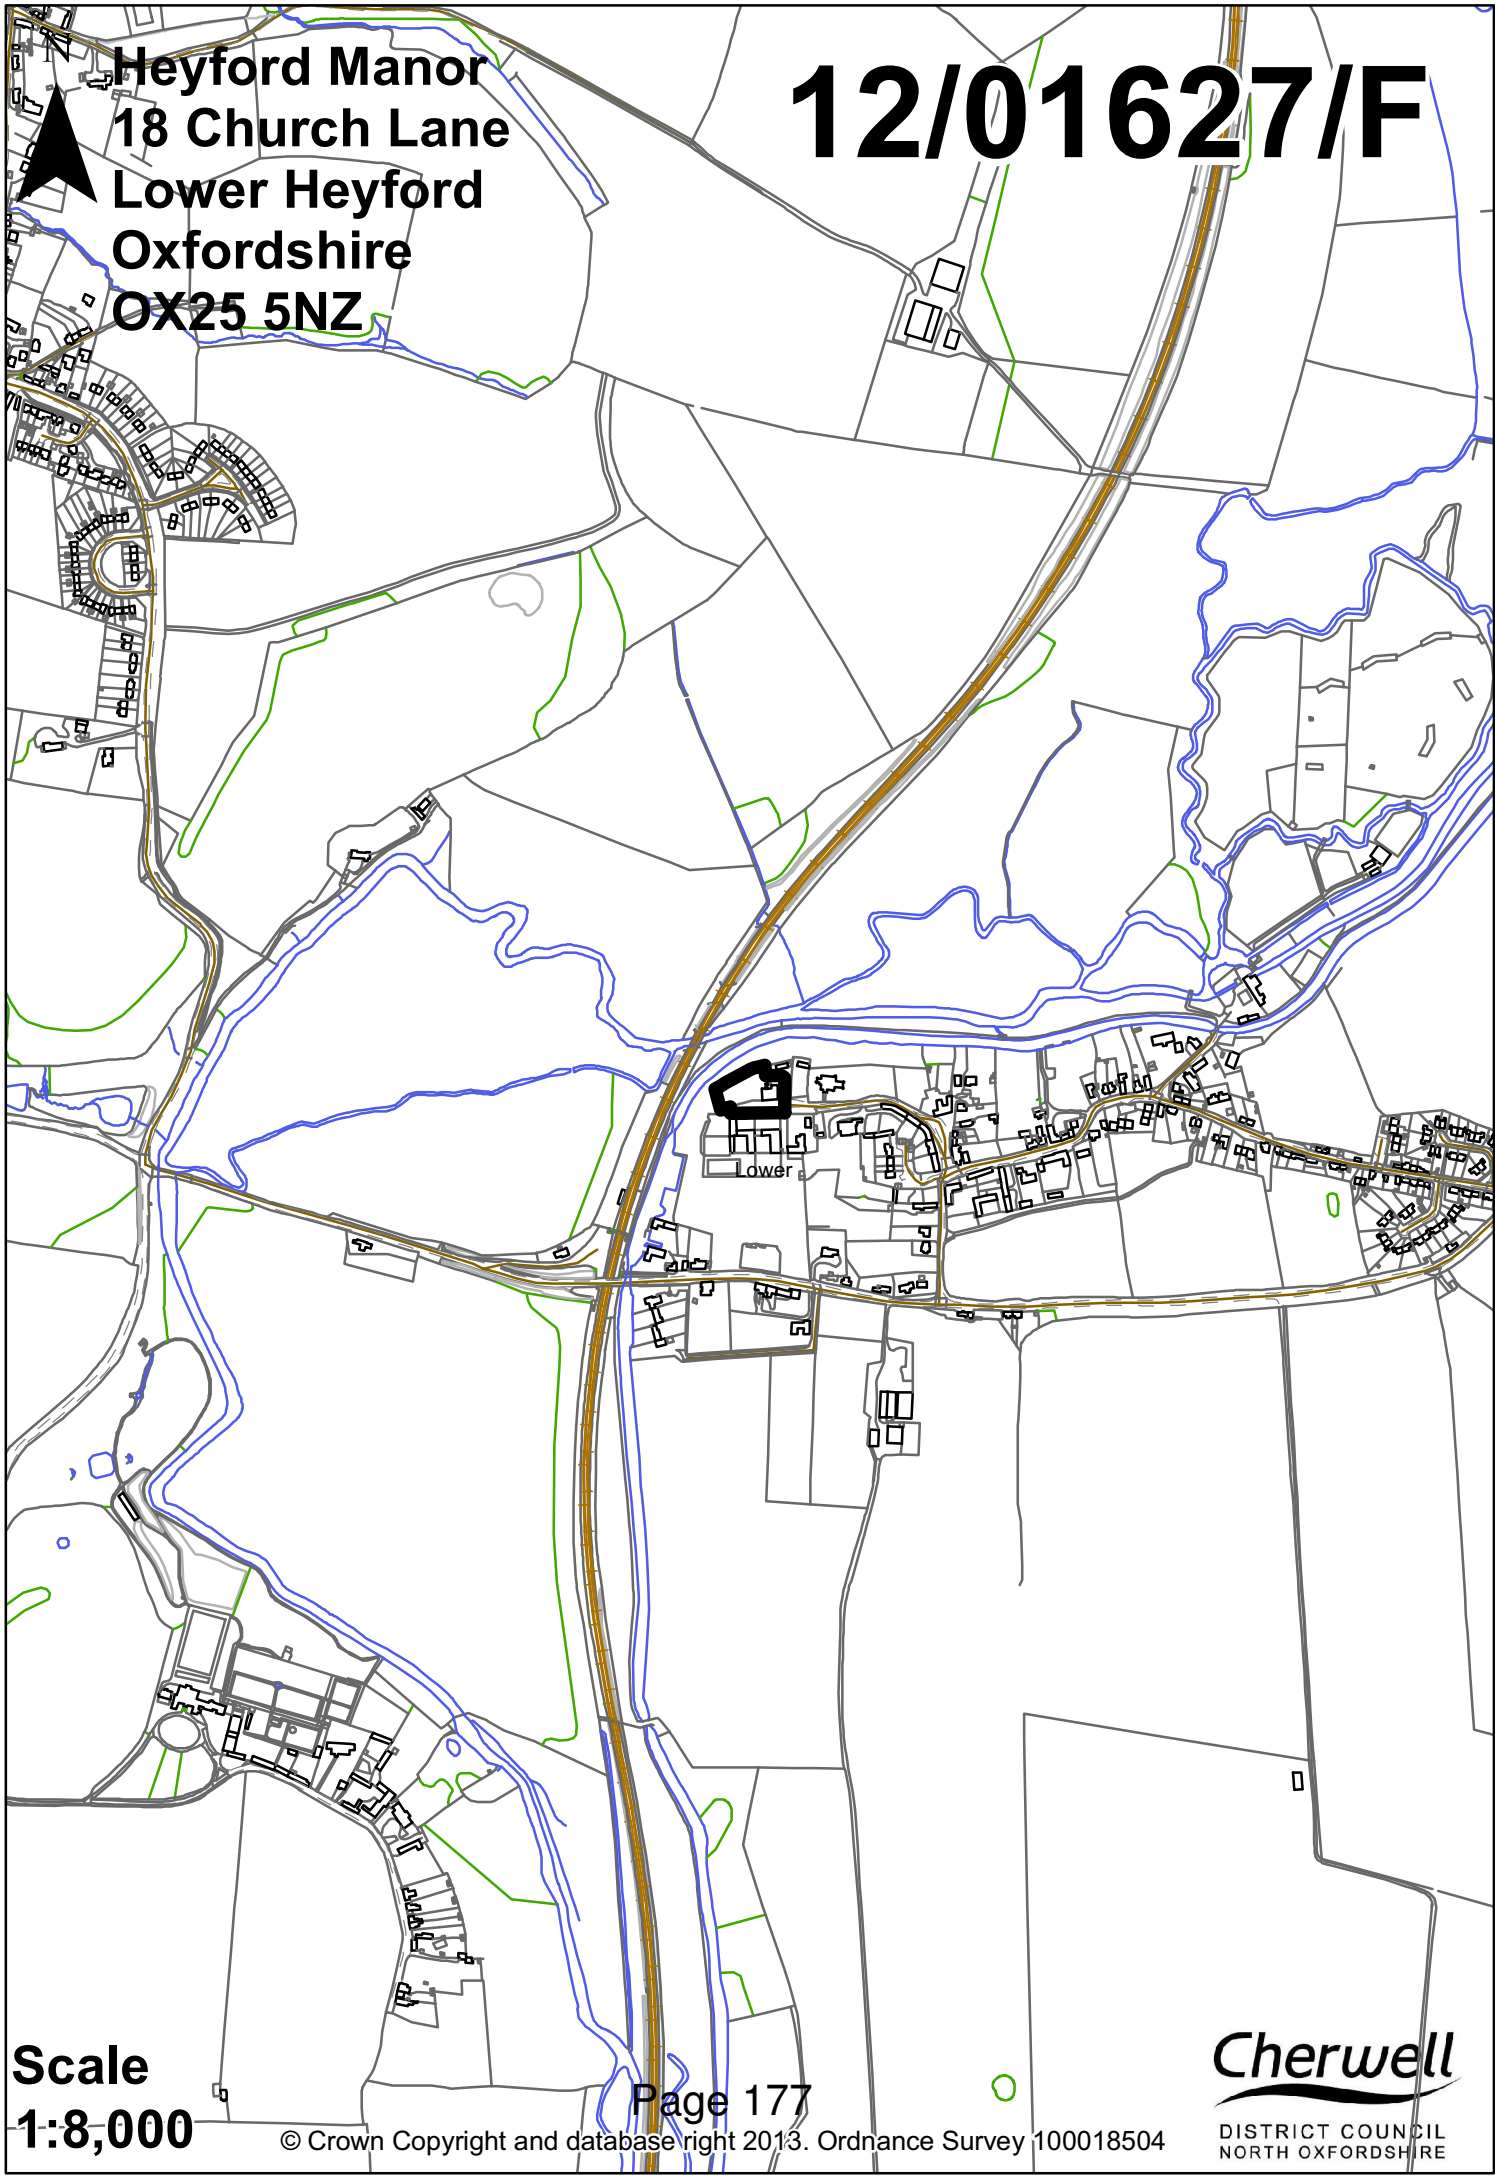 N
Heyford Manor
18 Church Lane
Lower Heyford
Oxfordshire
OX25 5NZ
12/01627/F
Lower
Scale
1:8,000
Page 177
© Crown Copyright and database right 2013. Ordnance Survey 100018504
Cherwell
DISTRICT COUNCIL
NORTH OXFORDSHIRE